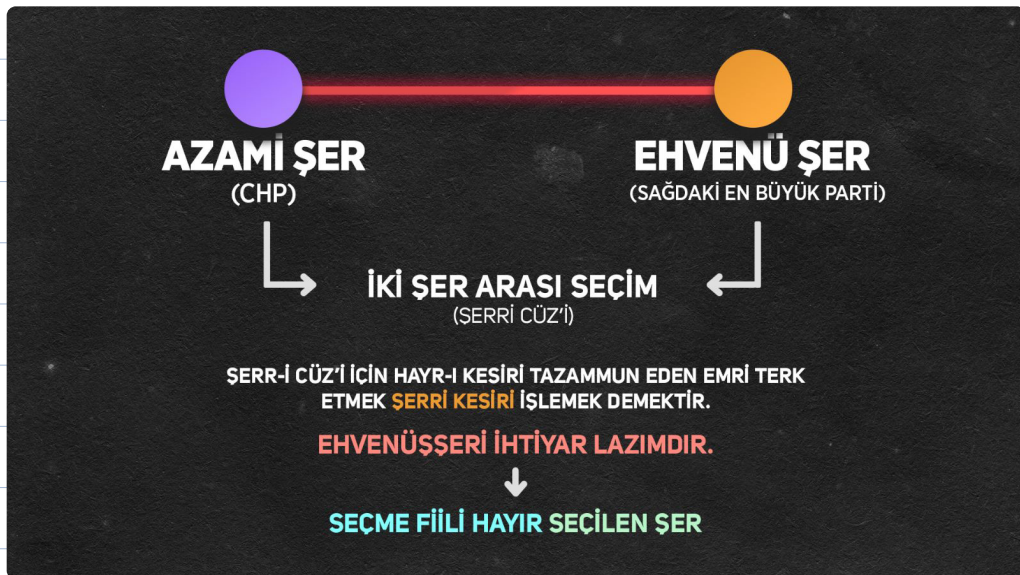 AZAMİ ŞER
(CHP)
EHVENÜ ŞER
(SAĞDAKİ EN BÜYÜK PARTİ)
İKİ ŞER ARASI SEÇİM
(ŞERRİ CÜZ'İ)
ŞERR-İ CÜZ'İ İÇİN HAYR-I KESİRİ TAZAMMUN EDEN EMRİ TERK
ETMEK ŞERRİ KESİRİ İŞLEMEK DEMEKTİR.
EHVENÜŞŞERİ İHTİYAR LAZIMDIR.
SEÇME FİİLİ HAYIR SEÇİLEN ŞER